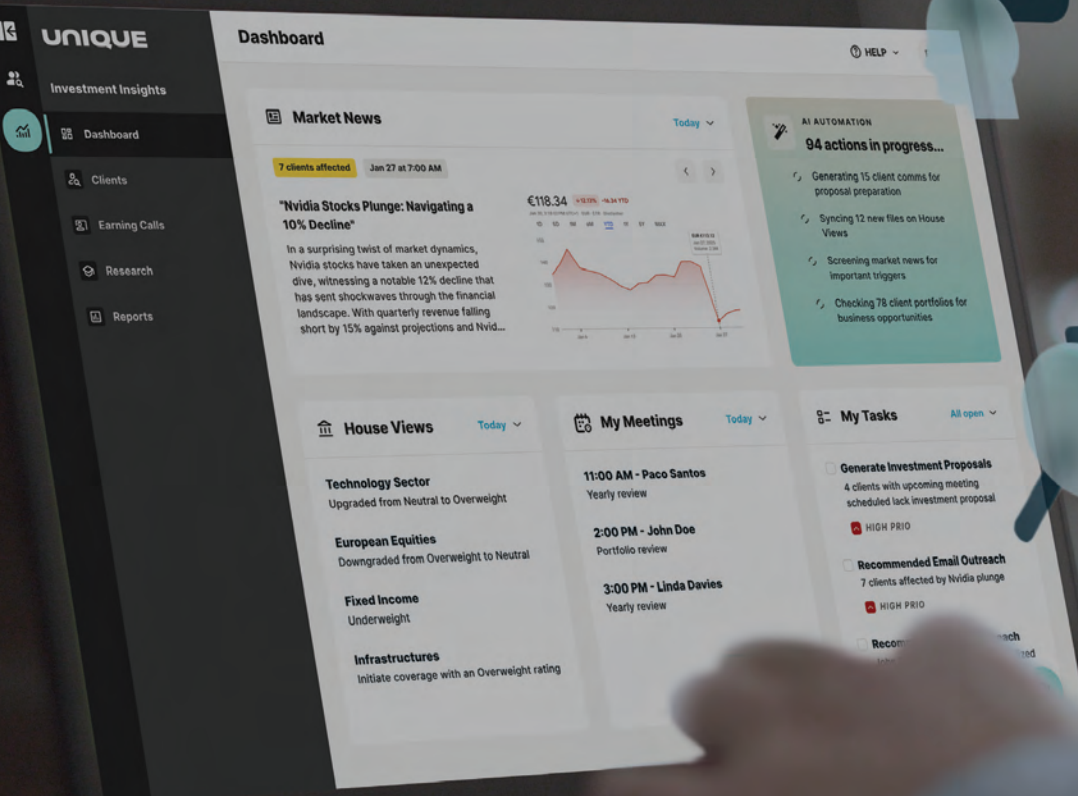 UNIQUE
Investment Insights
Dashboard
Clients
Earning Calls
Research
Reports
Dashboard
HELP
Market News
Today
7 clients affected
Jan 27 at 7:00 AM
"Nvidia Stocks Plunge: Navigating a
10% Decline"
In a surprising twist of market dynamics,
Nvidia stocks have taken an unexpected
dive, witnessing a notable 12% decline that
has sent shockwaves through the financial
landscape. With quarterly revenue falling
short by 15% against projections and Nvid...
€118.34
YTD
AI AUTOMATION
94 actions in progress...
Generating 15 client comms for
proposal preparation
Syncing 12 new files on House
Views
Screening market news for
important triggers
Checking 78 client portfolios for
business opportunities
House Views
Today
Technology Sector
Upgraded from Neutral to Overweight
European Equities
Downgraded from Overweight to Neutral
Fixed Income
Underweight
Infrastructures
Initiate coverage with an Overweight rating
My Meetings
Today
11:00 AM - Paco Santos
Yearly review
2:00 PM - John Doe
Portfolio review
3:00 PM - Linda Davies
Yearly review
My Tasks
All open
Generate Investment Proposals
4 clients with upcoming meeting
scheduled lack investment proposal
HIGH PRIO
Recommended Email Outreach
7 clients affected by Nvidia plunge
HIGH PRIO